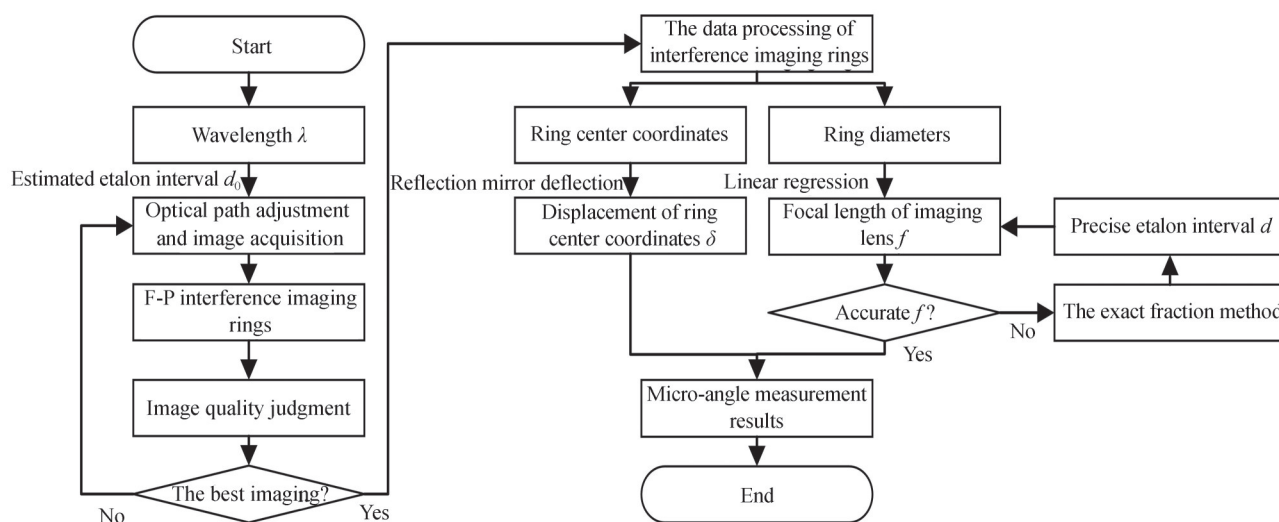 Start
Wavelength λ
Estimated etalon interval d₀
Optical path adjustment
and image acquisition
F-P interference imaging
rings
Image quality judgment
The best imaging?
No
Yes
The data processing of
interference imaging rings
Ring center coordinates
Reflection mirror deflection
Displacement of ring
center coordinates δ
Ring diameters
Linear regression
Focal length of imaging
lens f
Accurate f?
No
Yes
The exact fraction method
Precise etalon interval d
Micro-angle measurement
results
End